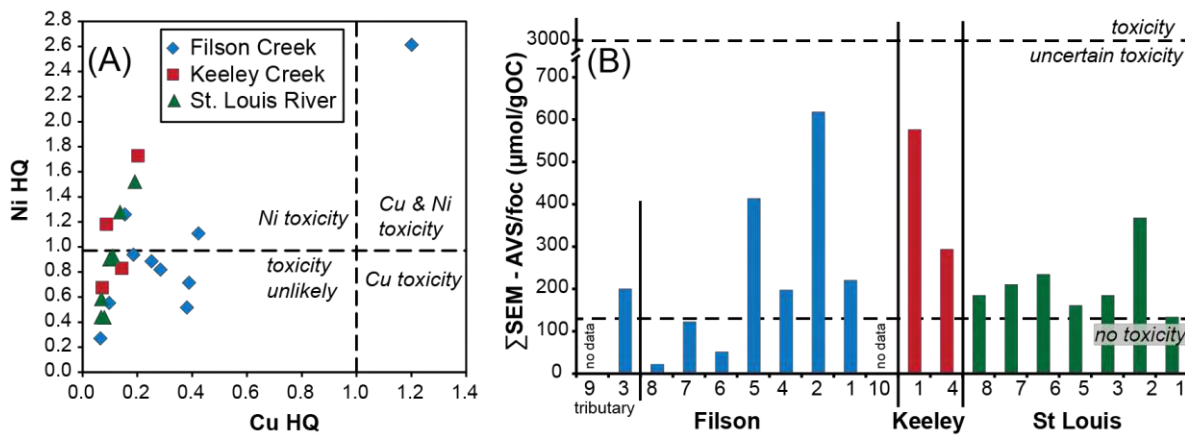 (A)
Filson Creek
Keeley Creek
St. Louis River
Ni HQ
2.8
2.6
2.4
2.2
2.0
1.8
1.6
1.4
1.2
1.0
0.8
0.6
0.4
0.2
0.0
Ni toxicity
Cu & Ni
toxicity
toxicity
unlikely
Cu toxicity
0.0 0.2 0.4 0.6 0.8 1.0 1.2 1.4
Cu HQ
(B)
∑SEM - AVS/foc (µmol/gOC)
3000
700
600
500
400
300
200
100
0
toxicity
uncertain toxicity
no toxicity
no data
no data
9 3 8 7 6 5 4 2 1 10 1 4 8 7 6 5 3 2 1
tributary
Filson Keeley St Louis